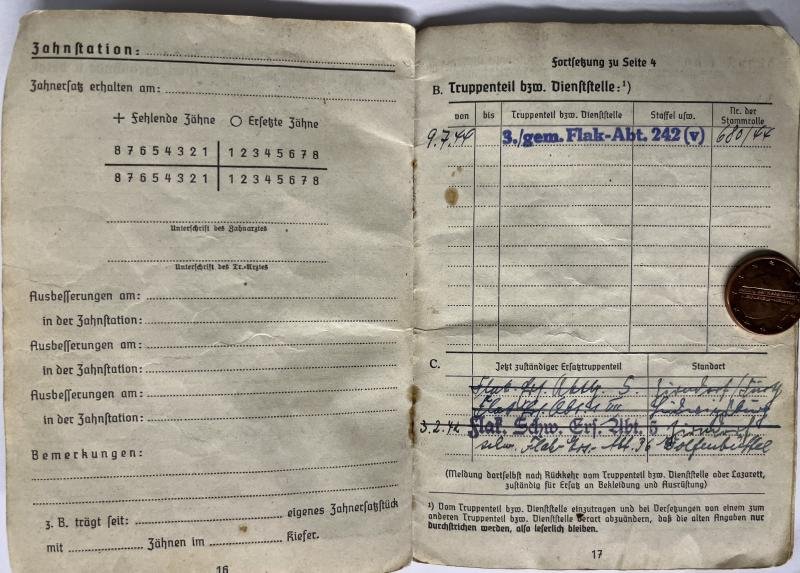 Zahnstation:
Zahnersatz erhalten am:
+ Fehlende Zähne ○ Ersetzte Zähne
8 7 6 5 4 3 2 1 | 1 2 3 4 5 6 7 8
8 7 6 5 4 3 2 1 | 1 2 3 4 5 6 7 8
Unterschrift des Zahnarztes
Unterschrift des Tr.-Arztes
Ausbesserungen am:
in der Zahnstation:
Ausbesserungen am:
in der Zahnstation:
Ausbesserungen am:
in der Zahnstation:
Bemerkungen:
z. B. trägt seit: eigenes Zahnersatzstück
mit Zähnen im Kiefer.
16
Fortsetzung zu Seite 4
B. Truppenteil bzw. Dienststelle:¹)
von bis Truppenteil bzw. Dienststelle Staffel usw. Nr. der Stammrolle
9.7.44 3./gem. Flak-Abt. 242 (v) 680/44
C. Jetzt zuständiger Ersatztruppenteil Standort
Flak. Schw. Ers. Abt. 5
schw. Flak-Ers.-Abt. 36 Wolfenbüttel
(Meldung dortselbst nach Rückkehr vom Truppenteil bzw. Dienststelle oder Lazarett,
zuständig für Ersatz an Bekleidung und Ausrüstung)
¹) Vom Truppenteil bzw. Dienststelle einzutragen und bei Versetzungen von einem zum
anderen Truppenteil bzw. Dienststelle derart abzuändern, daß die alten Angaben nur
durchstrichen werden, also leserlich bleiben.
17